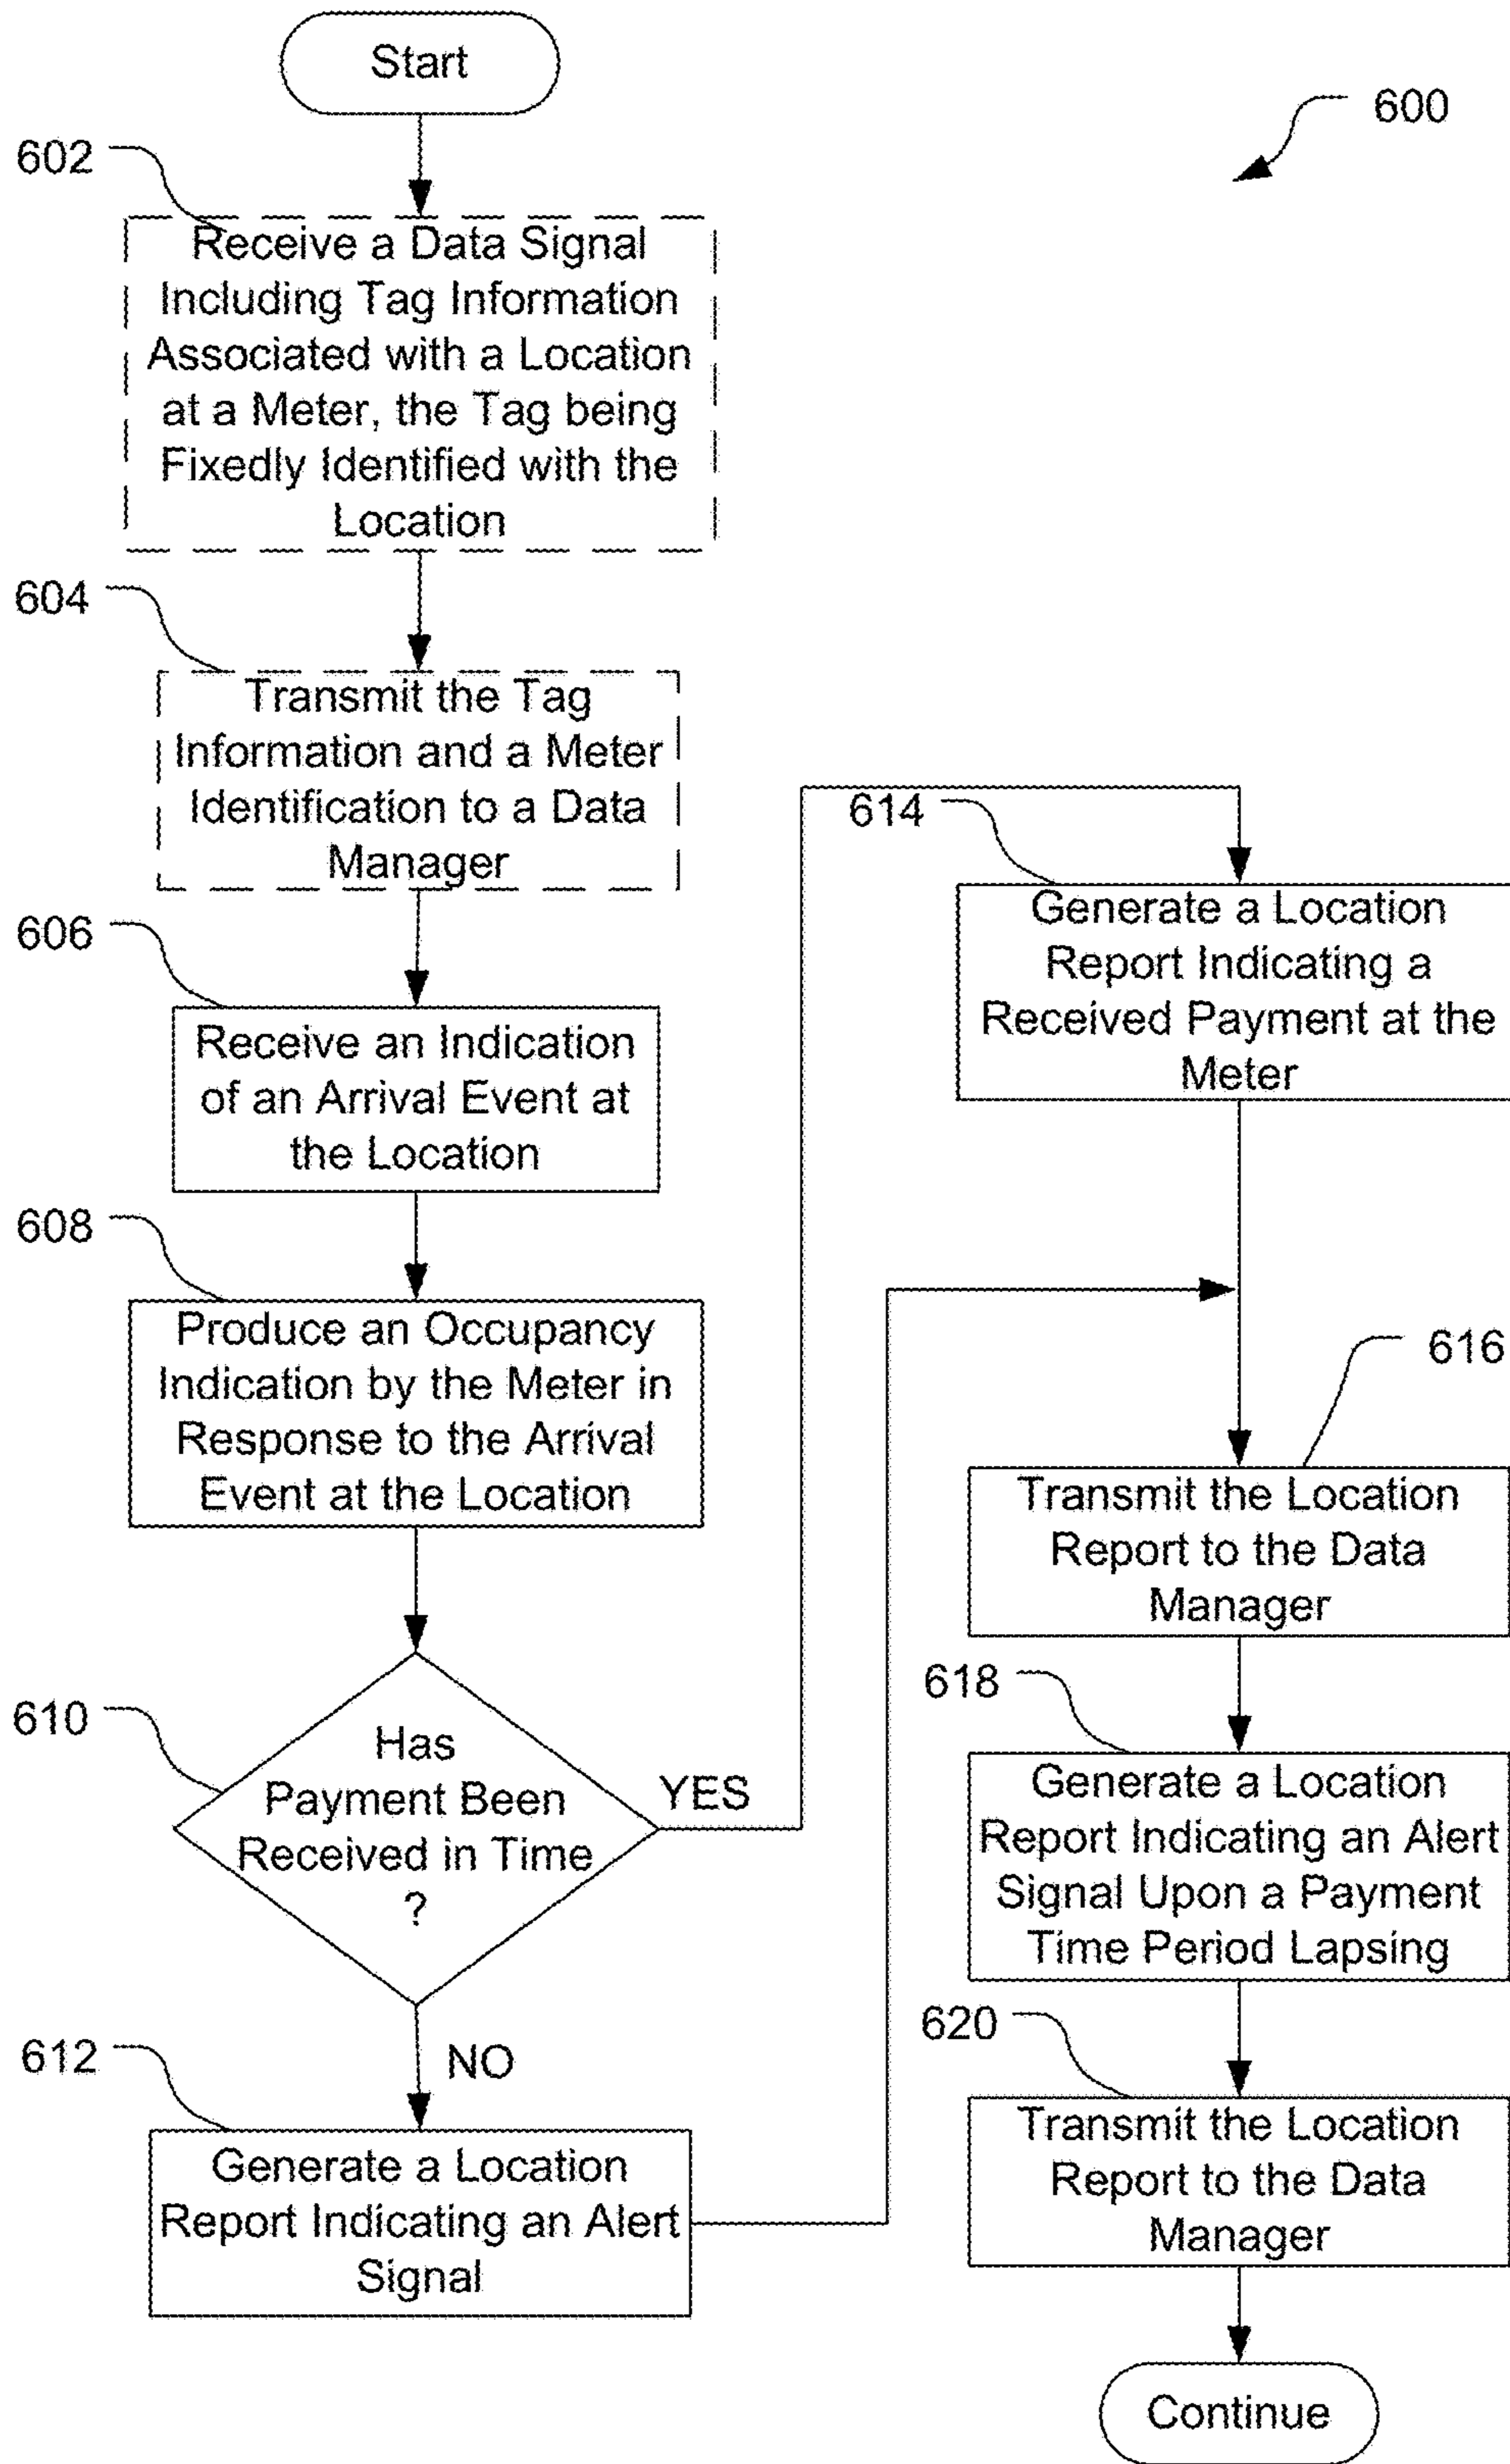 Start
600
602
Receive a Data Signal
Including Tag Information
Associated with a Location
at a Meter, the Tag being
Fixedly Identified with the
Location
604
Transmit the Tag
Information and a Meter
Identification to a Data
Manager
606
Receive an Indication
of an Arrival Event at
the Location
608
Produce an Occupancy
Indication by the Meter in
Response to the Arrival
Event at the Location
610
Has
Payment Been
Received in Time
?
YES
NO
612
Generate a Location
Report Indicating an Alert
Signal
614
Generate a Location
Report Indicating a
Received Payment at the
Meter
616
Transmit the Location
Report to the Data
Manager
618
Generate a Location
Report Indicating an Alert
Signal Upon a Payment
Time Period Lapsing
620
Transmit the Location
Report to the Data
Manager
Continue